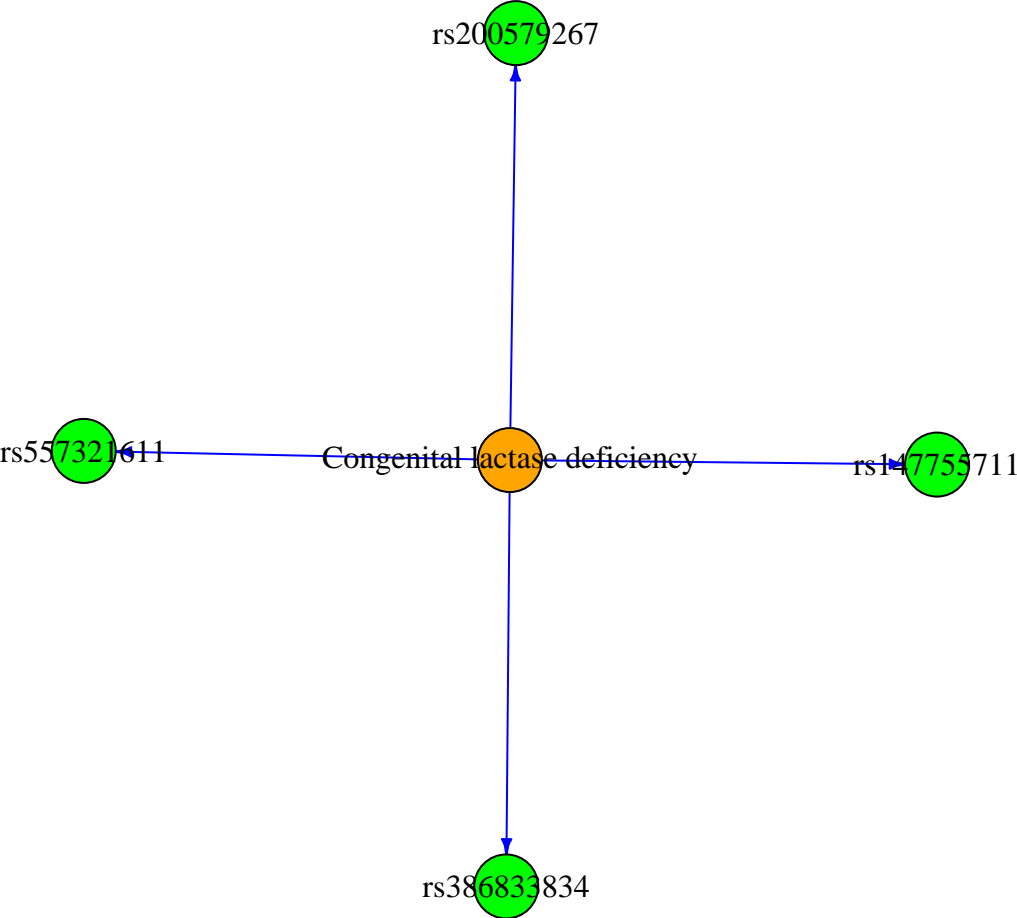 rs200579267
rs557321611
Congenital lactase deficiency
rs147755711
rs386833834